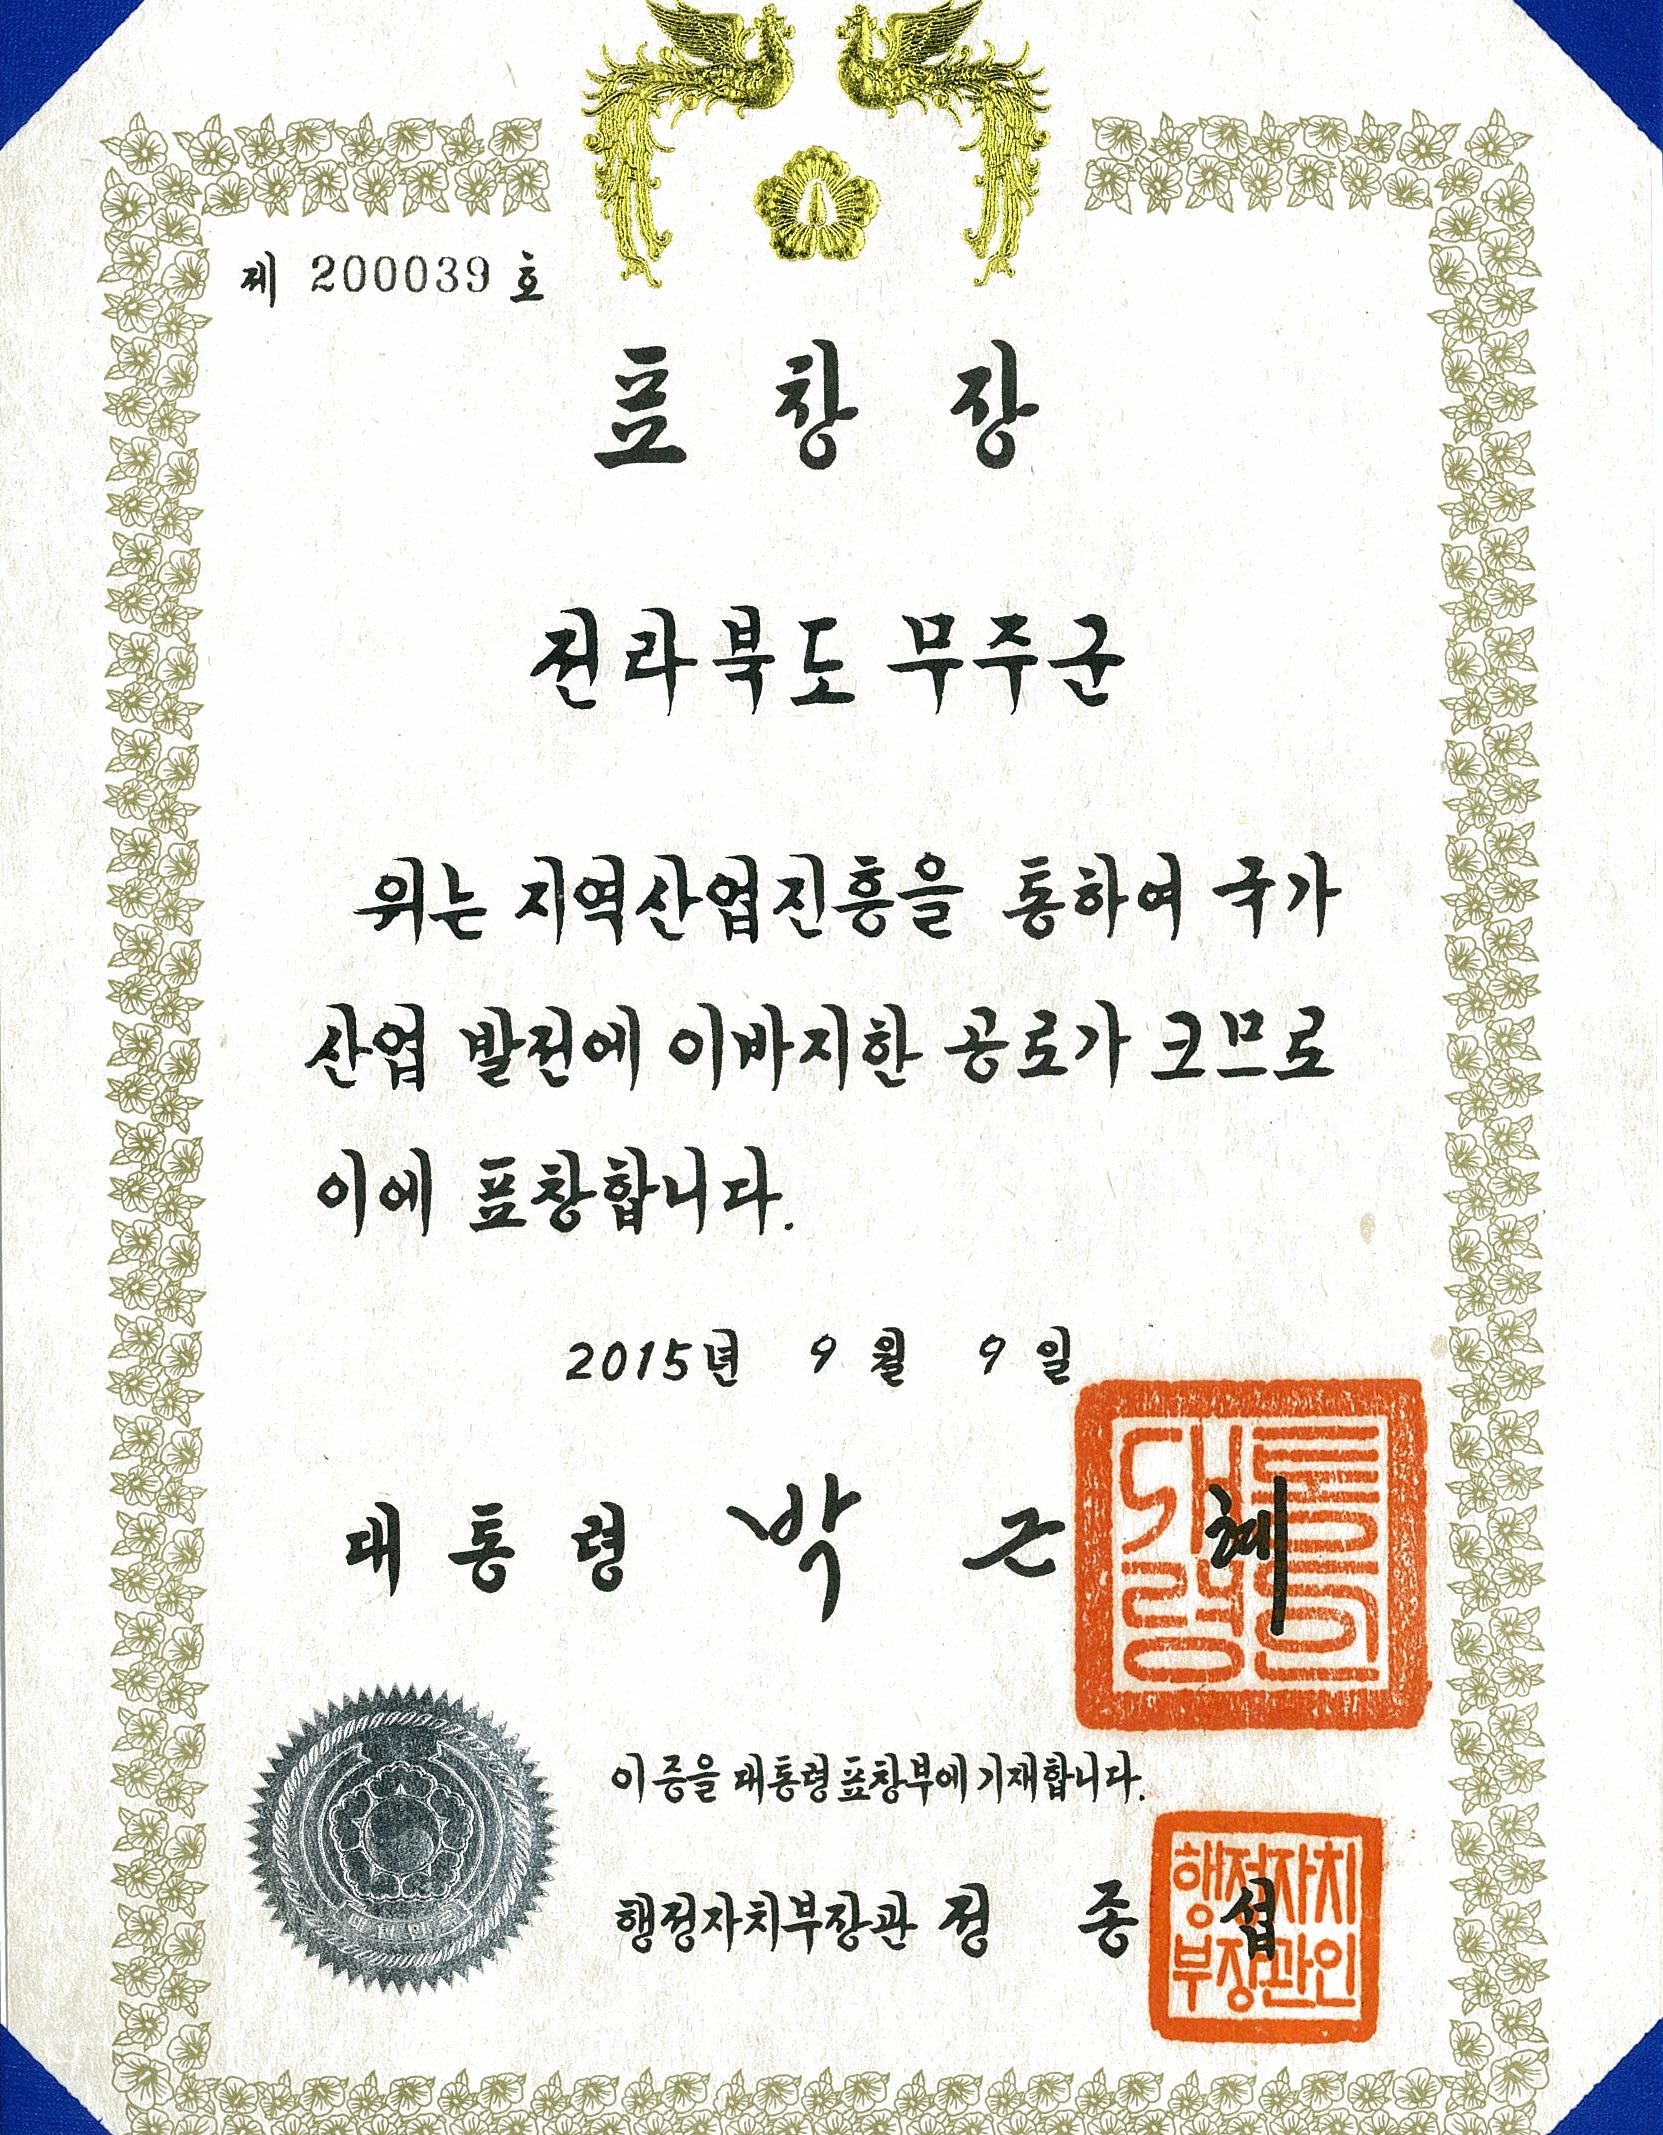 제 200039 호
표 창 장
전라북도 무주군
위는 지역산업진흥을 통하여 국가
산업 발전에 이바지한 공로가 크므로
이에 표창합니다.
2015년 9월 9일
대통령 박근혜
이 증을 대통령표창부에 기재합니다.
행정자치부장관 정종섭
행정자치
부장관인